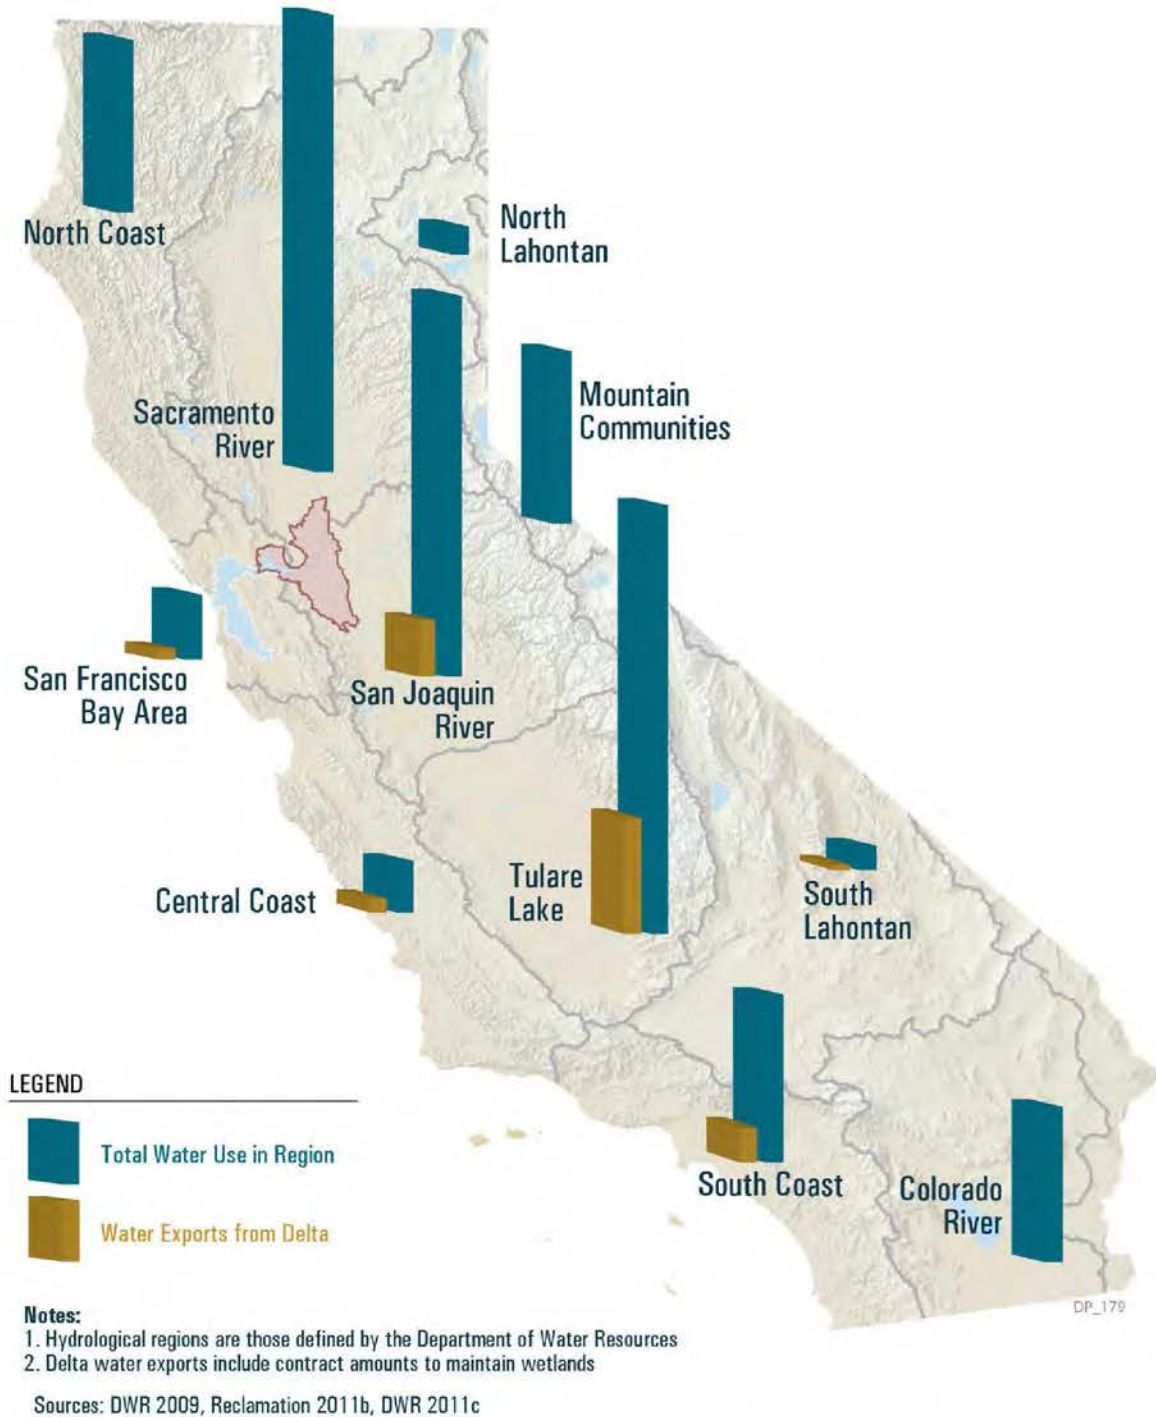 North Coast
North
Lahontan
Mountain
Communities
Sacramento
River
San Francisco
Bay Area
San Joaquin
River
Central Coast
Tulare
Lake
South
Lahontan
South Coast
Colorado
River
LEGEND
Total Water Use in Region
Water Exports from Delta
DP_179
Notes:
1. Hydrological regions are those defined by the Department of Water Resources
2. Delta water exports include contract amounts to maintain wetlands
Sources: DWR 2009, Reclamation 2011b, DWR 2011c